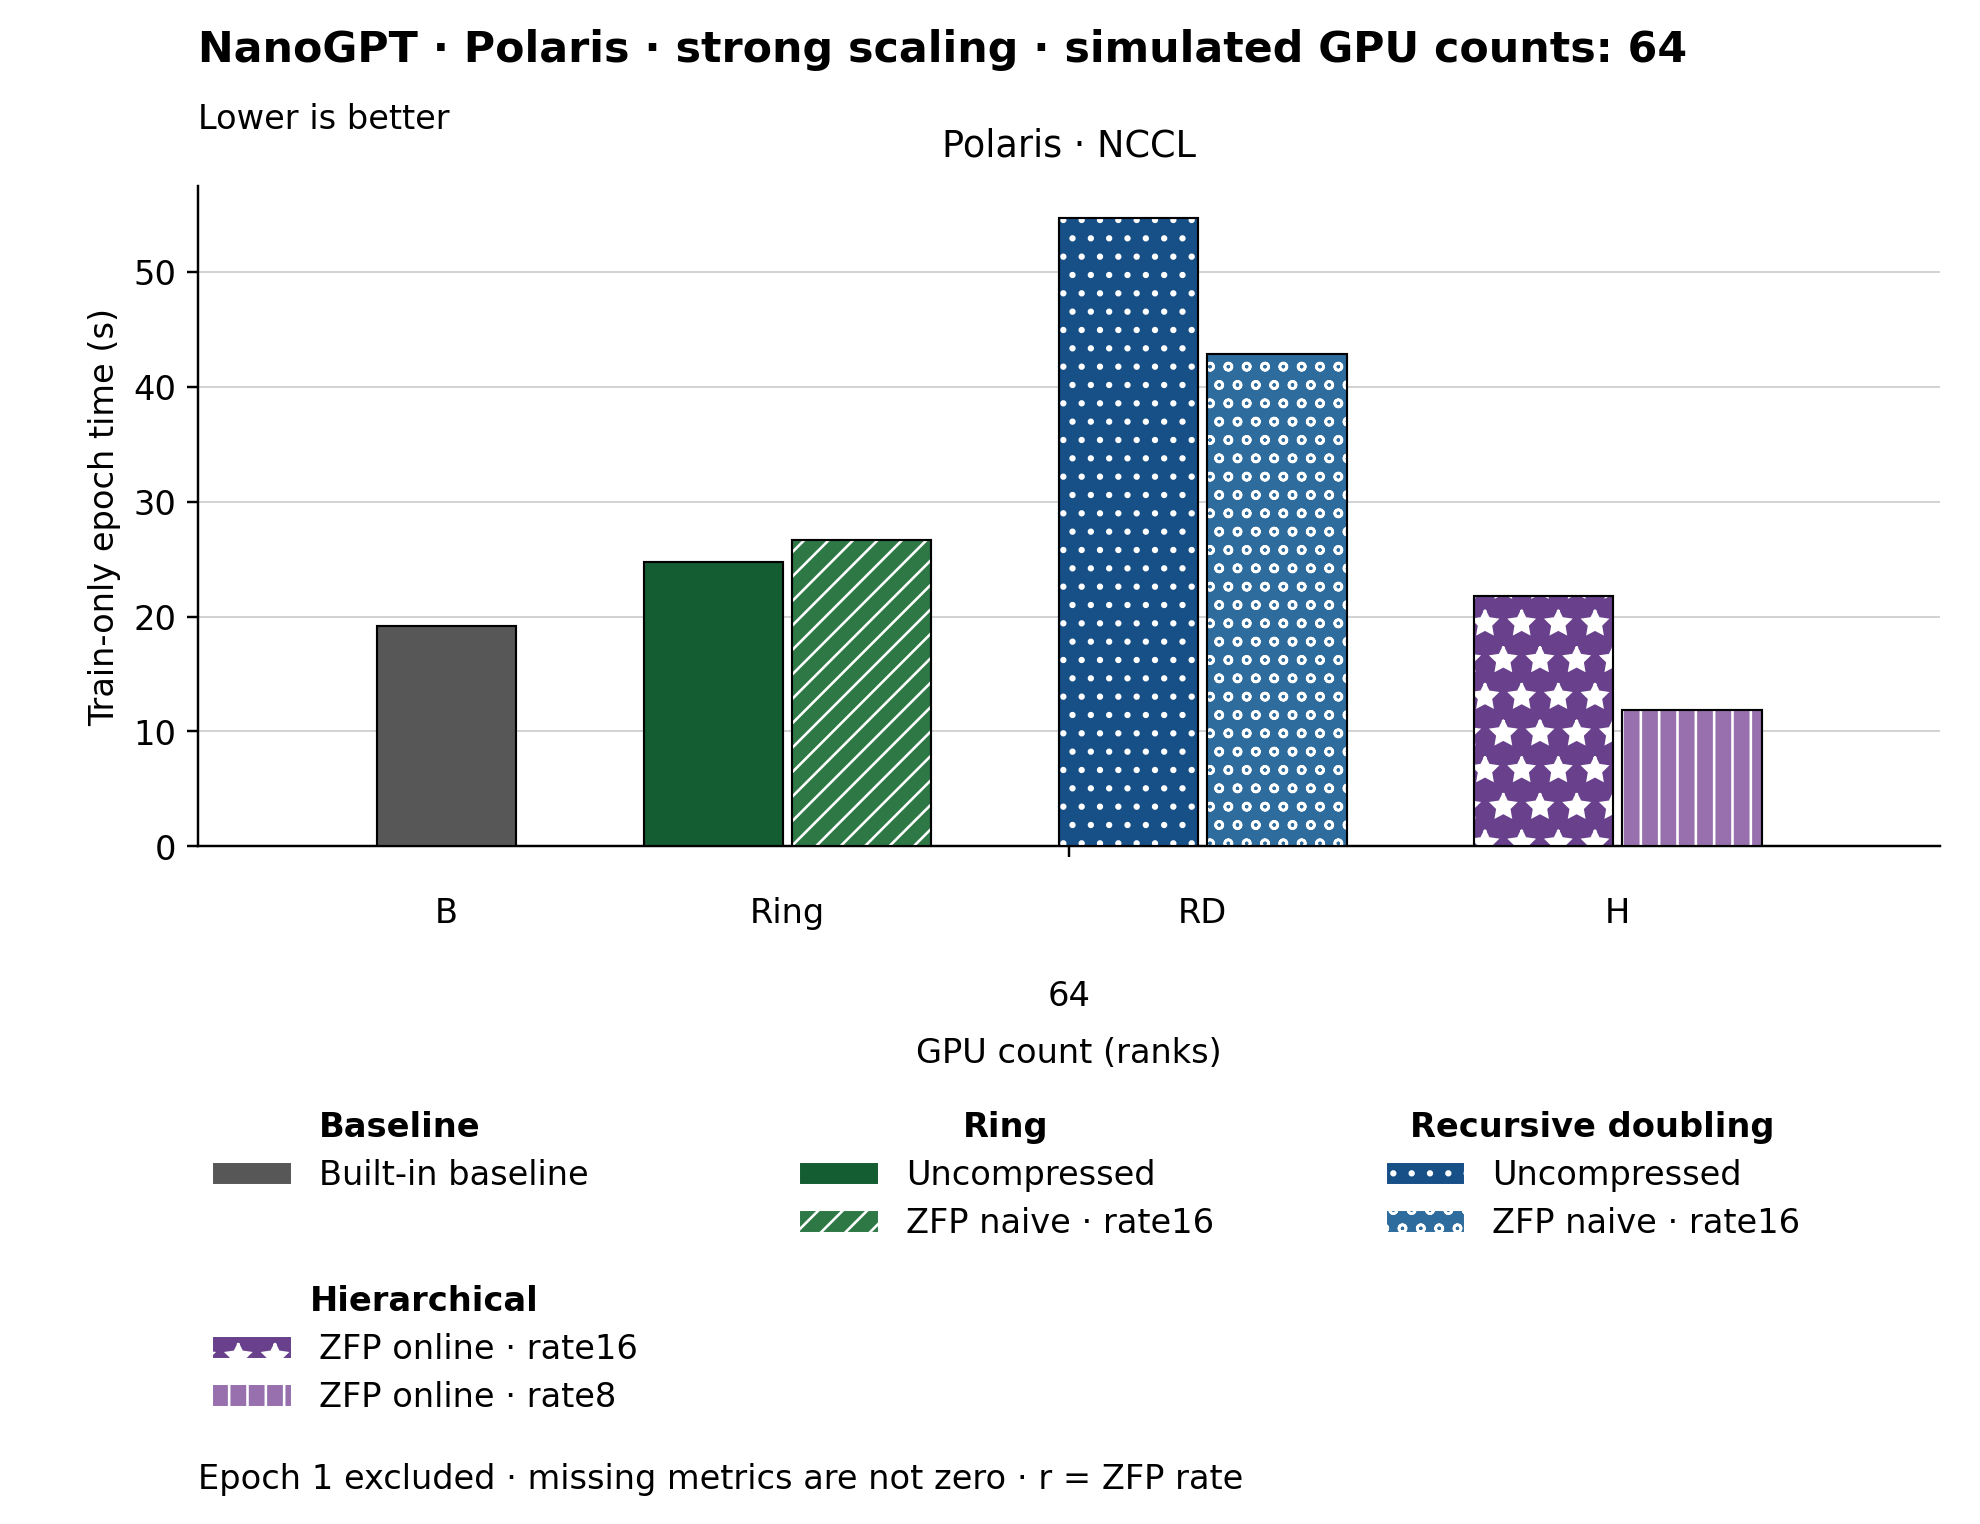 NanoGPT · Polaris · strong scaling · simulated GPU counts: 64
Lower is better
Polaris · NCCL
Train-only epoch time (s)
50
40
30
20
10
0
B Ring RD H
64
GPU count (ranks)
Baseline Ring Recursive doubling
Built-in baseline Uncompressed Uncompressed
ZFP naive · rate16 ZFP naive · rate16
Hierarchical
ZFP online · rate16
ZFP online · rate8
Epoch 1 excluded · missing metrics are not zero · r = ZFP rate